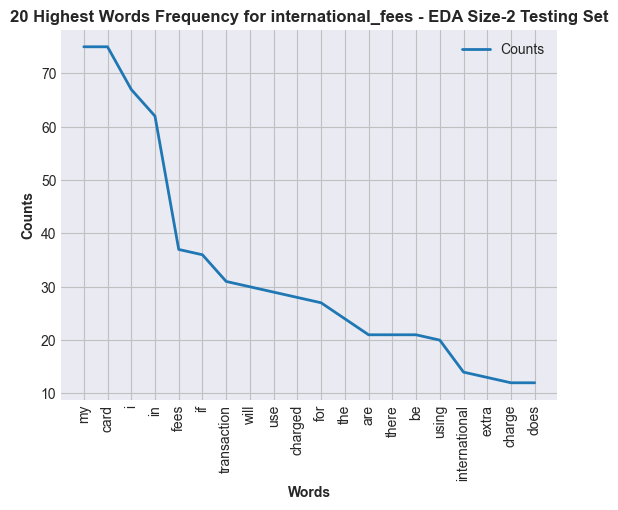 20 Highest Words Frequency for international_fees - EDA Size-2 Testing Set
Counts
70
60
50
40
30
20
10
Counts
my
card
i
in
fees
if
transaction
will
use
charged
for
the
are
there
be
using
international
extra
charge
does
Words